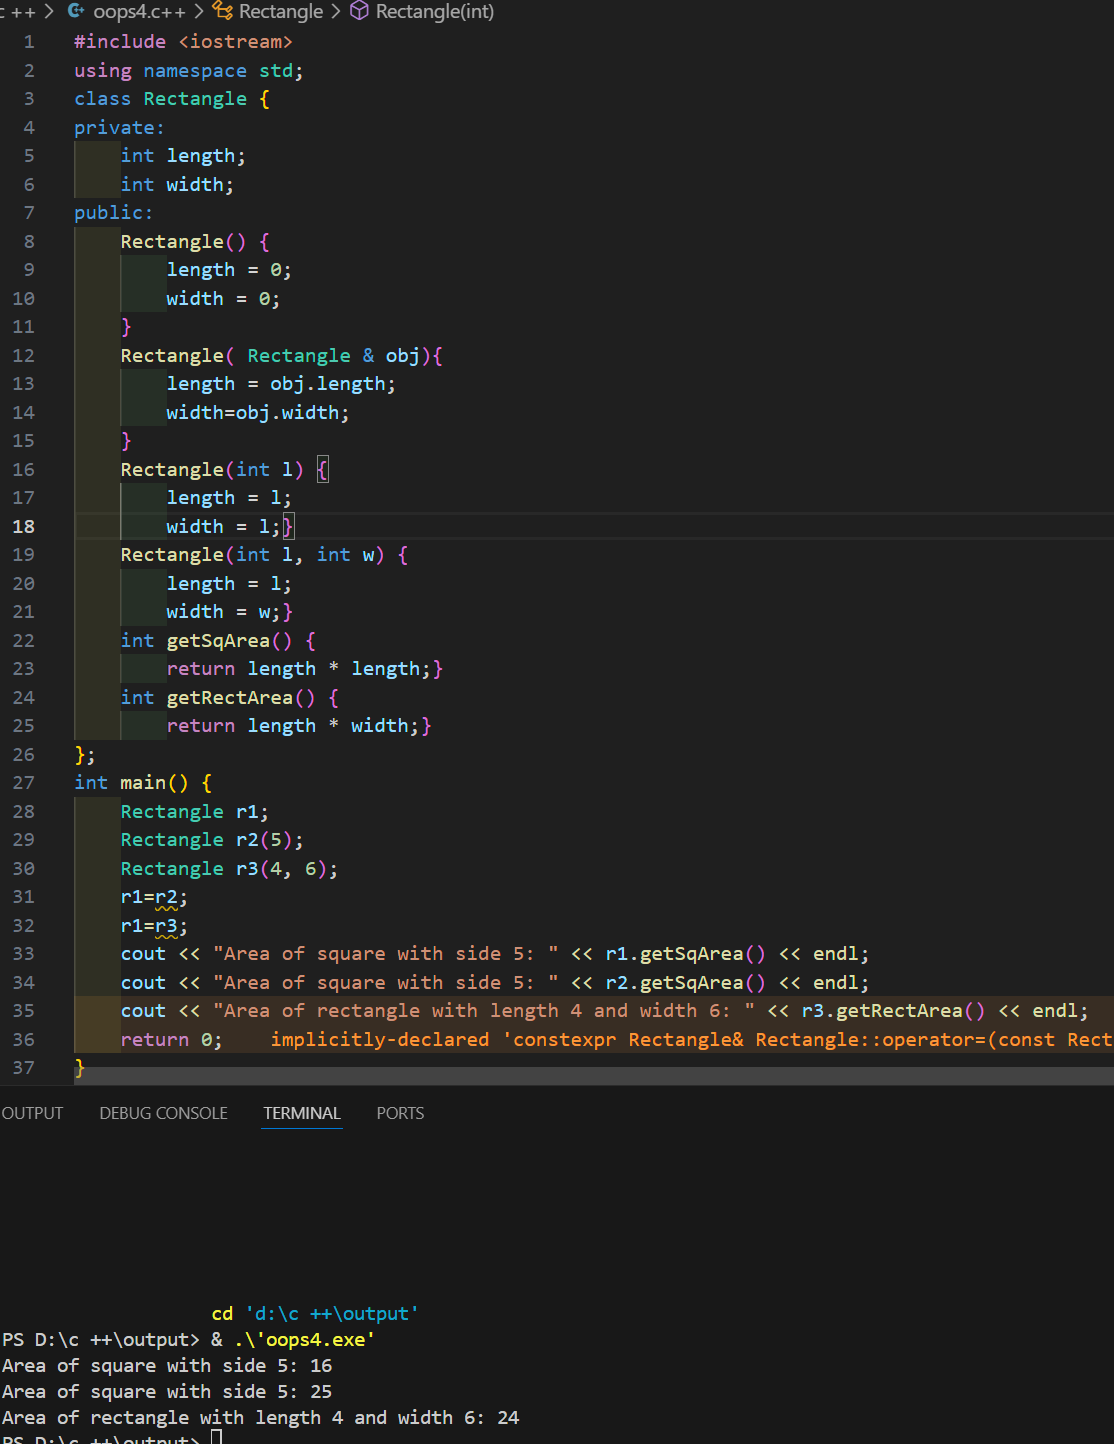 c ++ > oops4.c++ > Rectangle > Rectangle(int)
1 #include <iostream>
2 using namespace std;
3 class Rectangle {
4 private:
5     int length;
6     int width;
7 public:
8     Rectangle() {
9         length = 0;
10         width = 0;
11     }
12     Rectangle( Rectangle & obj){
13         length = obj.length;
14         width=obj.width;
15     }
16     Rectangle(int l) {
17         length = l;
18         width = l;}
19     Rectangle(int l, int w) {
20         length = l;
21         width = w;}
22     int getSqArea() {
23         return length * length;}
24     int getRectArea() {
25         return length * width;}
26 };
27 int main() {
28     Rectangle r1;
29     Rectangle r2(5);
30     Rectangle r3(4, 6);
31     r1=r2;
32     r1=r3;
33     cout << "Area of square with side 5: " << r1.getSqArea() << endl;
34     cout << "Area of square with side 5: " << r2.getSqArea() << endl;
35     cout << "Area of rectangle with length 4 and width 6: " << r3.getRectArea() << endl;
36     return 0;    implicitly-declared 'constexpr Rectangle& Rectangle::operator=(const Rect
37 }
OUTPUT DEBUG CONSOLE TERMINAL PORTS
cd 'd:\c ++\output'
PS D:\c ++\output> & .\'oops4.exe'
Area of square with side 5: 16
Area of square with side 5: 25
Area of rectangle with length 4 and width 6: 24
PS D:\c ++\output>